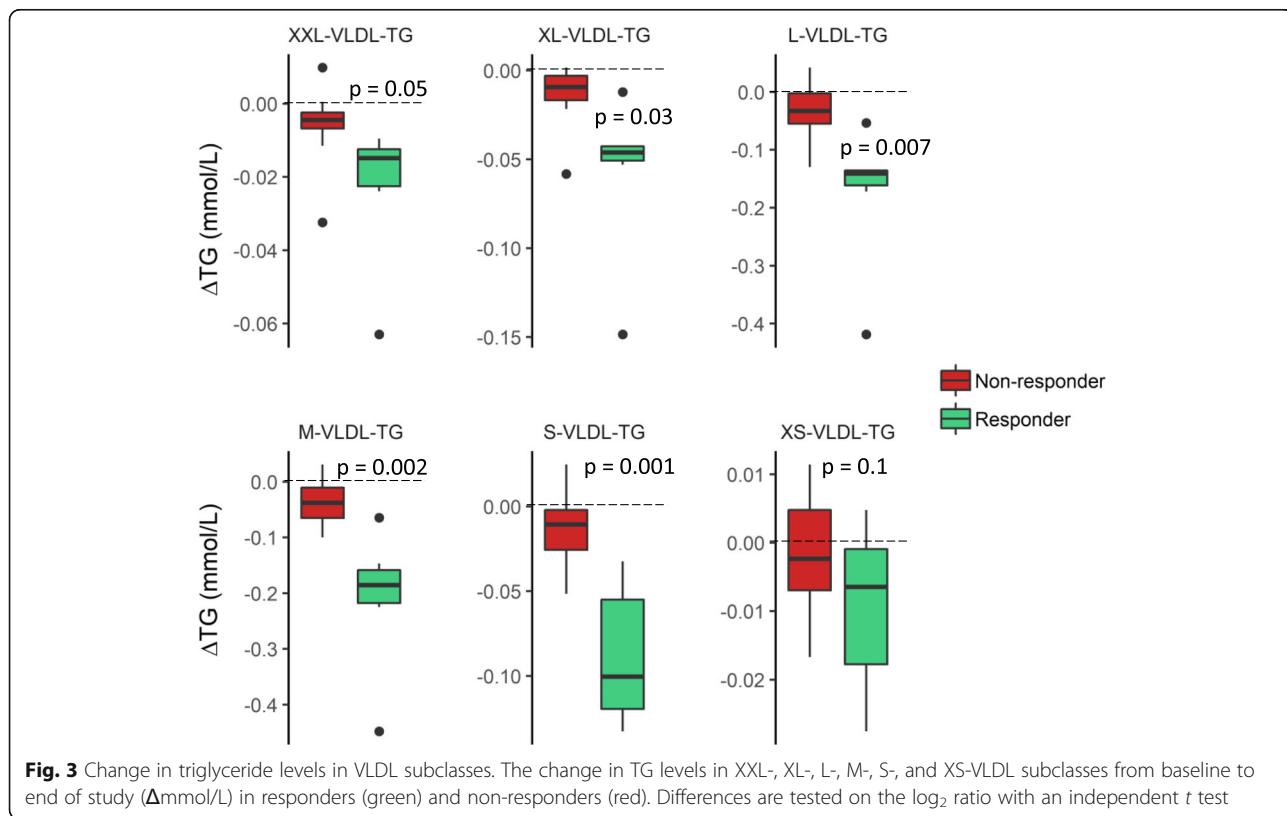 XXL-VLDL-TG XL-VLDL-TG L-VLDL-TG
ΔTG (mmol/L)
0.00
-0.02
-0.04
-0.06
p = 0.05
0.00
-0.05
-0.10
-0.15
p = 0.03
0.0
-0.1
-0.2
-0.3
-0.4
p = 0.007
Non-responder
Responder
M-VLDL-TG S-VLDL-TG XS-VLDL-TG
ΔTG (mmol/L)
0.0
-0.1
-0.2
-0.3
-0.4
p = 0.002
0.00
-0.05
-0.10
p = 0.001
0.01
0.00
-0.01
-0.02
p = 0.1
Fig. 3 Change in triglyceride levels in VLDL subclasses. The change in TG levels in XXL-, XL-, L-, M-, S-, and XS-VLDL subclasses from baseline to
end of study (Δmmol/L) in responders (green) and non-responders (red). Differences are tested on the log₂ ratio with an independent t test